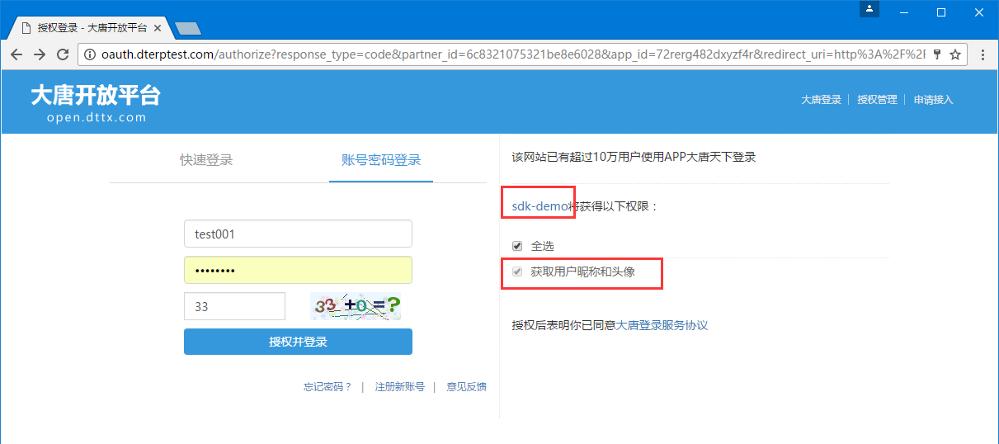 授权登录 - 大唐开放平台
oauth.dterptest.com/authorize?response_type=code&partner_id=6c8321075321be8e6028&app_id=72rerg482dxyzf4r&redirect_uri=http%3A%2F%2F
大唐开放平台
open.dttx.com
大唐登录 | 授权管理 | 申请接入
快速登录 账号密码登录
test001
••••••••
33
33 +0 =?
授权并登录
忘记密码？ | 注册新账号 | 意见反馈
该网站已有超过10万用户使用APP大唐天下登录
sdk-demo将获得以下权限：
全选
获取用户昵称和头像
授权后表明你已同意大唐登录服务协议